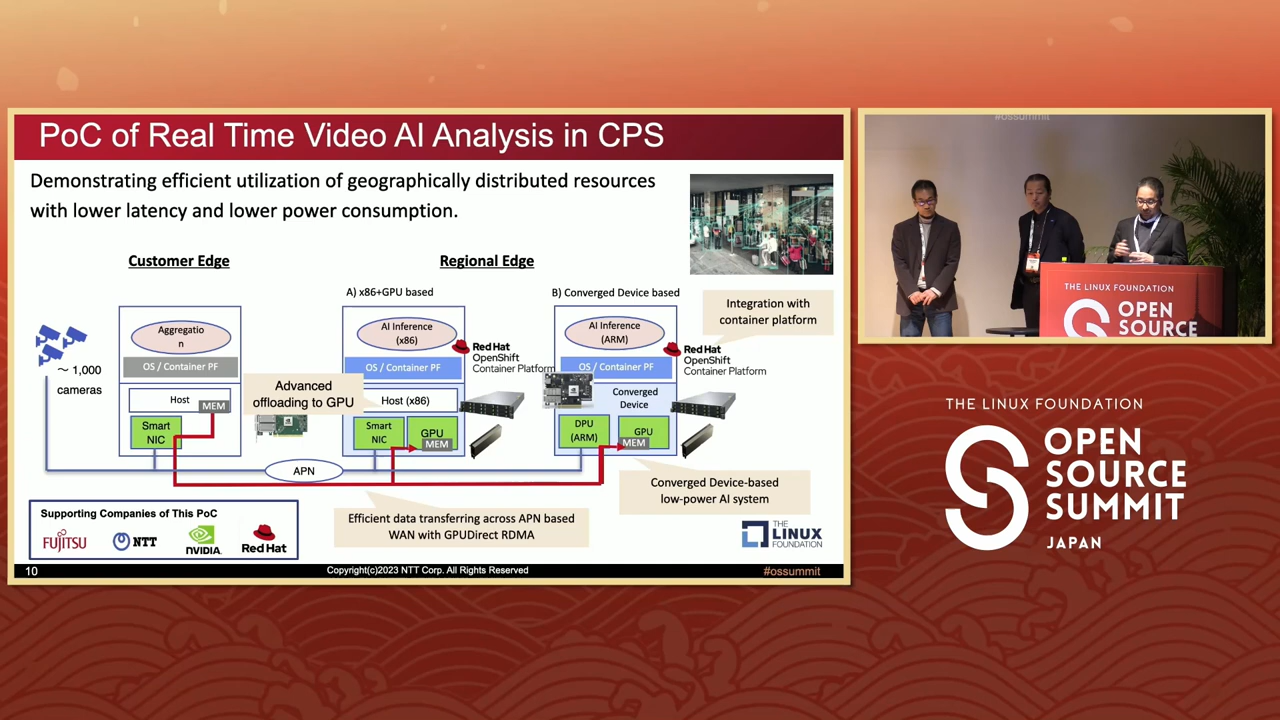 PoC of Real Time Video AI Analysis in CPS
Demonstrating efficient utilization of geographically distributed resources
with lower latency and lower power consumption.
Customer Edge
Regional Edge
A) x86+GPU based
B) Converged Device based
Integration with
container platform
Aggregatio
n
AI Inference
(x86)
AI Inference
(ARM)
Red Hat
OpenShift
Container Platform
Red Hat
OpenShift
Container Platform
OS / Container PF
OS / Container PF
OS / Container PF
~ 1,000
cameras
Advanced
offloading to GPU
Host
MEM
Host (x86)
Converged
Device
Smart
NIC
Smart
NIC
GPU
MEM
DPU
(ARM)
GPU
MEM
APN
Converged Device-based
low-power AI system
Efficient data transferring across APN based
WAN with GPUDirect RDMA
Supporting Companies of This PoC
FUJITSU
NTT
NVIDIA.
Red Hat
THE
LINUX
FOUNDATION
10
Copyright(c)2023 NTT Corp. All Rights Reserved
#ossummit
#ossummit
THE LINUX FOUNDATION
OPEN
SOURCE
THE LINUX FOUNDATION
OPEN
SOURCE
SUMMIT
JAPAN